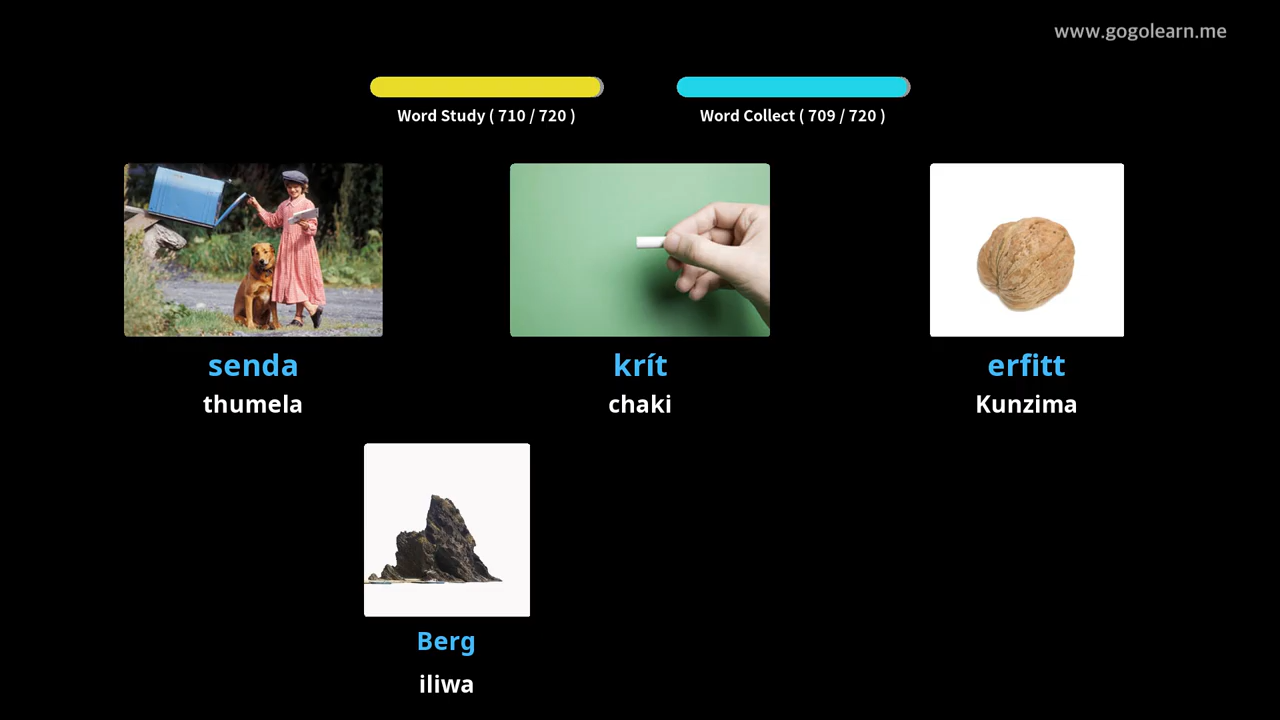 www.gogolearn.me
Word Study ( 710 / 720 )
Word Collect ( 709 / 720 )
senda
krít
erfitt
thumela
chaki
Kunzima
Berg
iliwa